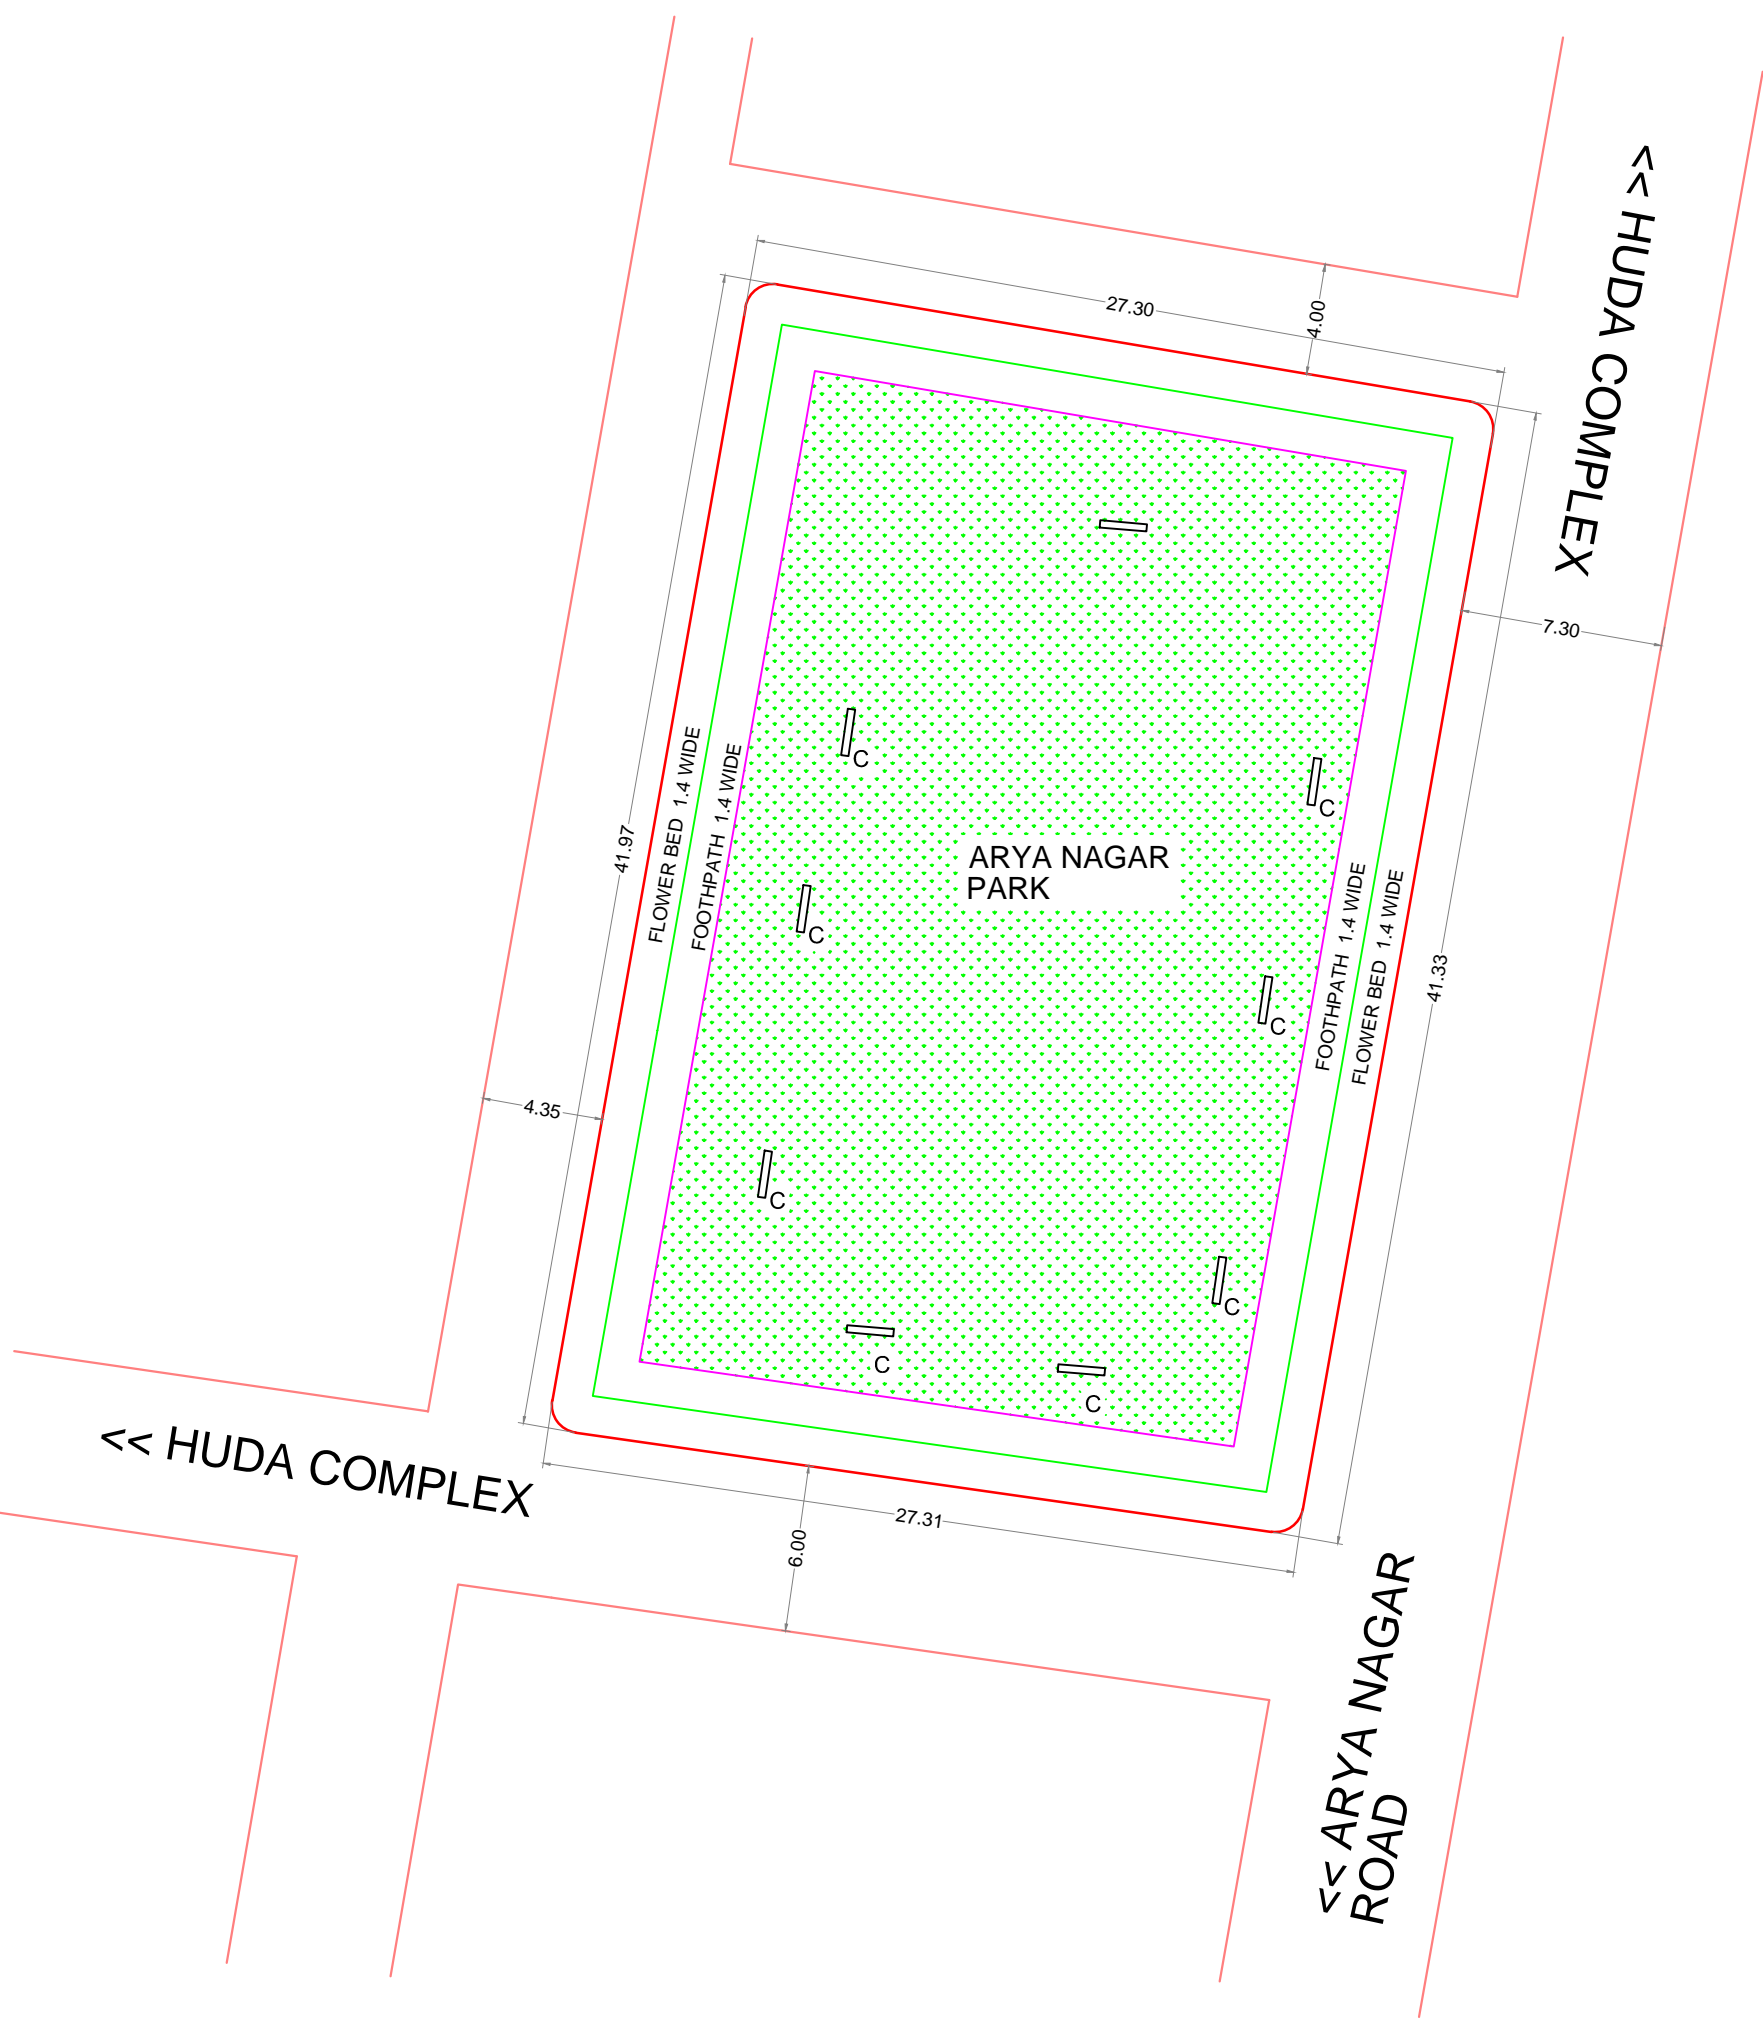 << HUDA COMPLEX
27.30
4.00
7.30
C
C
ARYA NAGAR
PARK
FLOWER BED 1.4 WIDE
FOOTHPATH 1.4 WIDE
41.97
C
FOOTHPATH 1.4 WIDE
FLOWER BED 1.4 WIDE
41.33
C
4.35
C
C
C
C
<< HUDA COMPLEX
27.31
6.00
<< ARYA NAGAR
ROAD